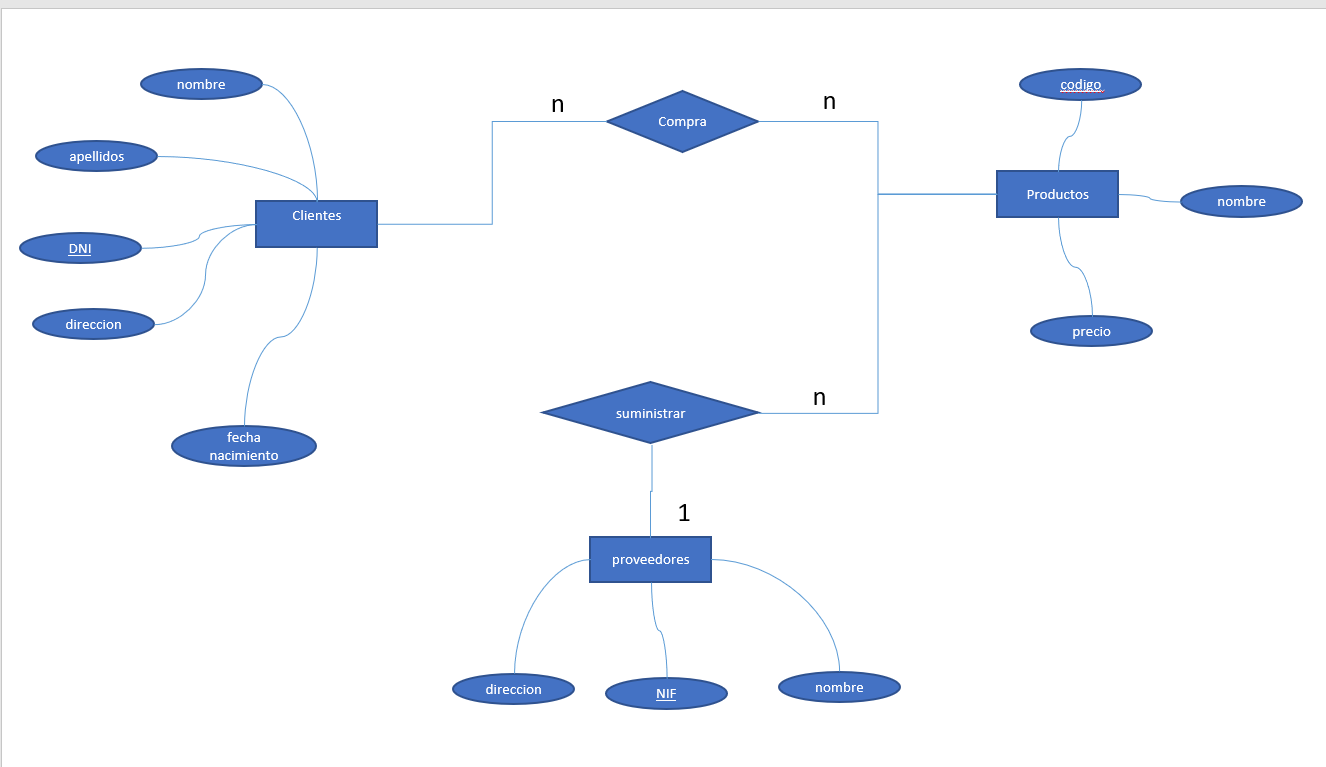 nombre
apellidos
DNI
direccion
Clientes
fecha
nacimiento
n
Compra
n
codigo
Productos
nombre
precio
suministrar
n
1
proveedores
direccion
NIF
nombre